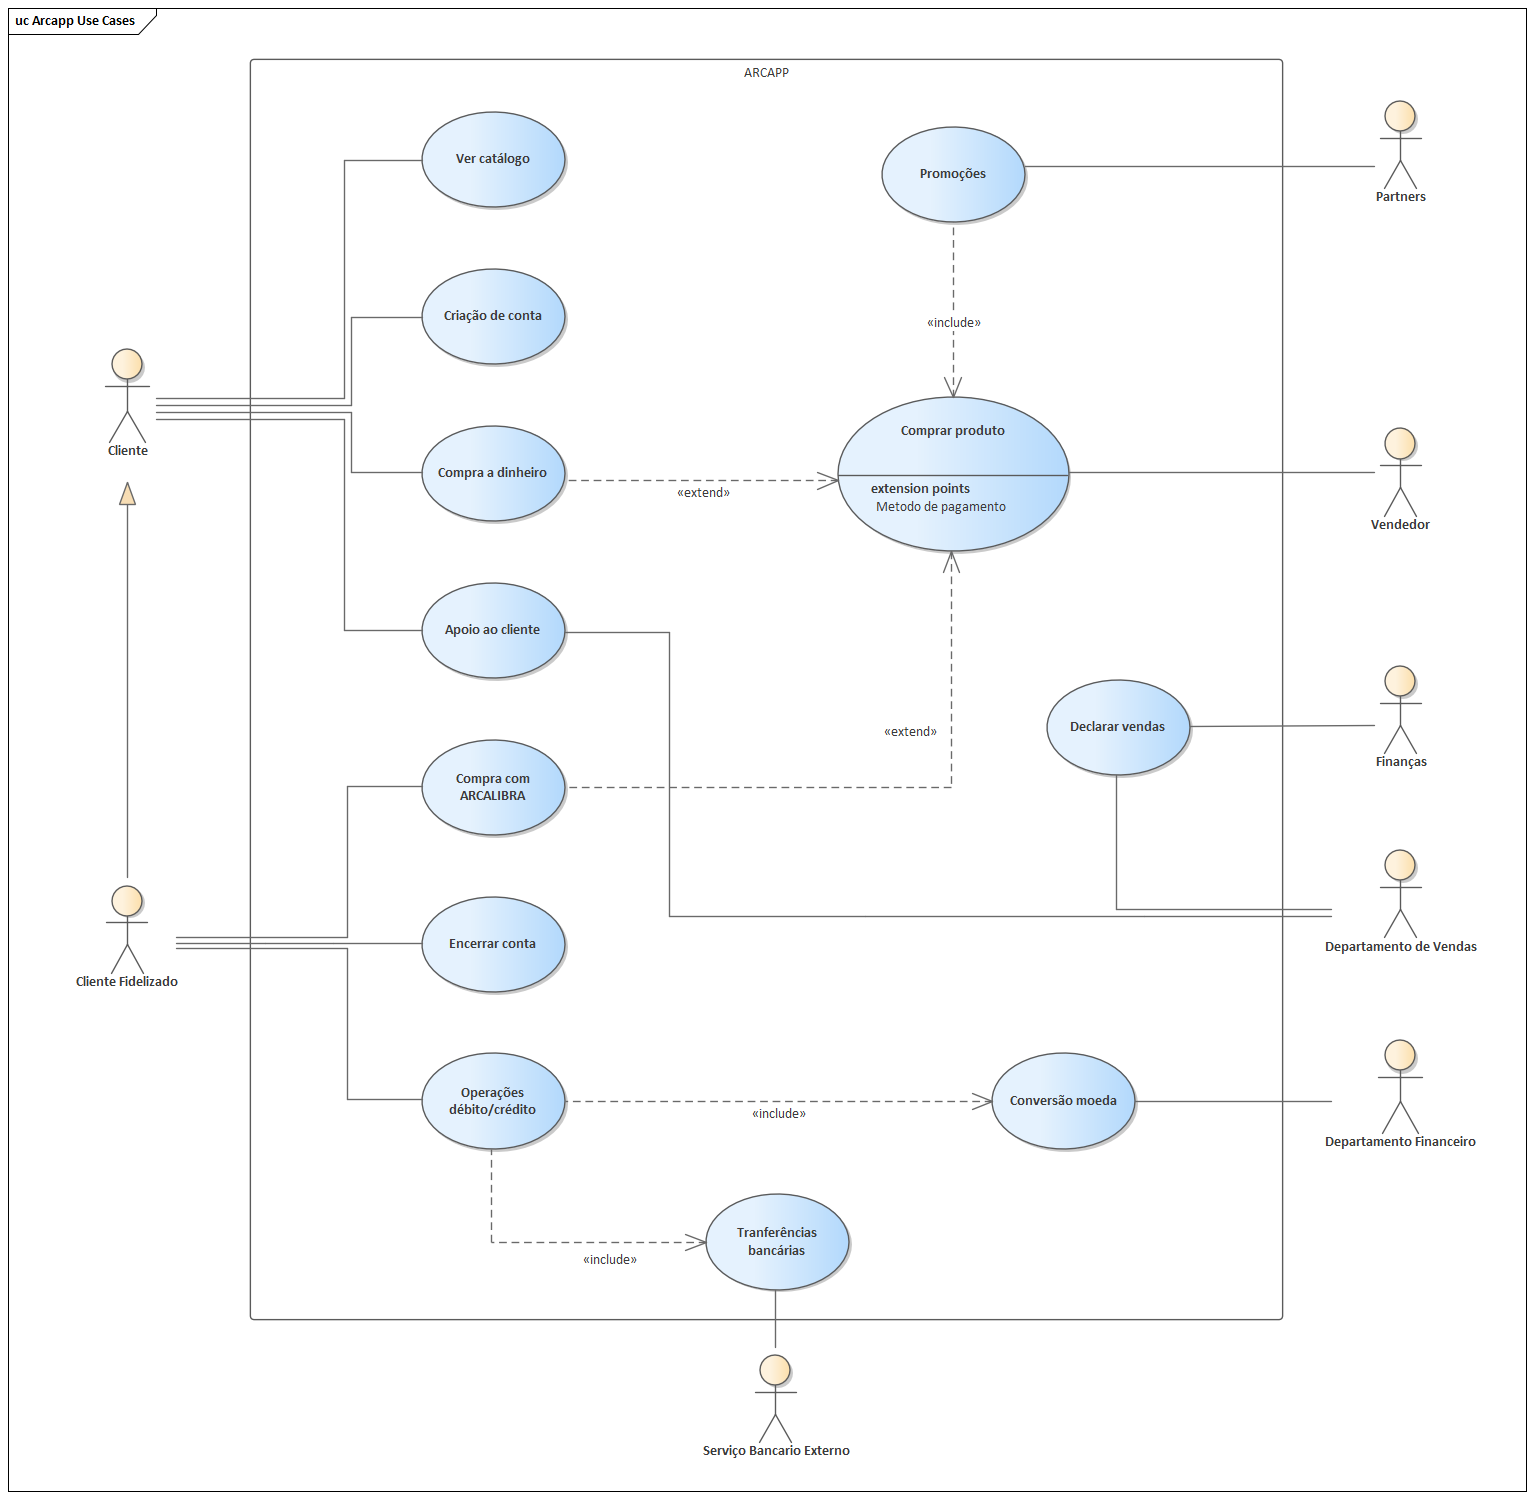 uc Arcapp Use Cases
ARCAPP
Ver catálogo
Promoções
Partners
Criação de conta
«include»
Cliente
Comprar produto
Compra a dinheiro
«extend»
extension points
Metodo de pagamento
Vendedor
Apoio ao cliente
«extend»
Declarar vendas
Finanças
Compra com
ARCALIBRA
Encerrar conta
Departamento de Vendas
Cliente Fidelizado
Operações
débito/crédito
«include»
Conversão moeda
Departamento Financeiro
Tranferências
bancárias
«include»
Serviço Bancario Externo